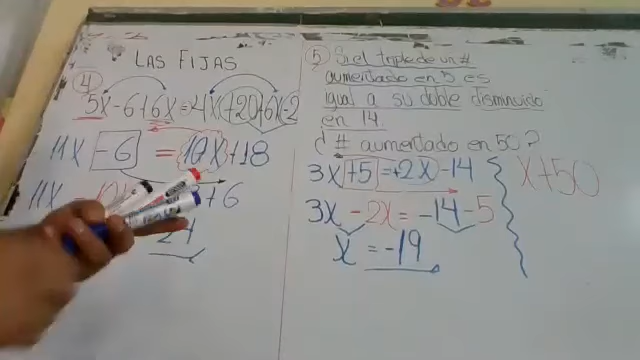 LAS FIJAS
4
5x-6+6x=4x+20+6x-2
11x-6=10x+18
11x +6
24
5 Si el triple de un #
aumentado en 5 es
igual a su doble disminuido
en 14.
¿# aumentado en 50?
3x+5=+2x-14
3x-2x=-14-5
x=-19
x+50